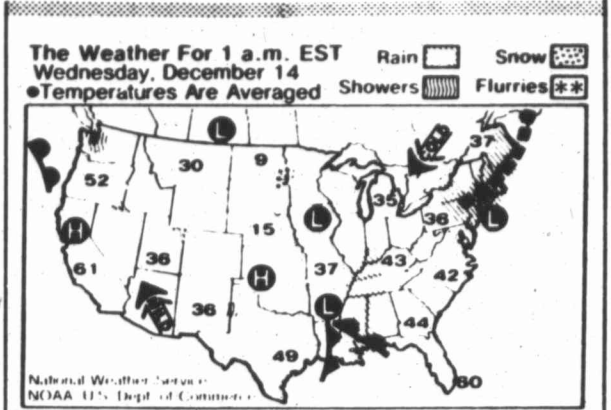 The Weather For 1 a.m. EST
Wednesday, December 14
●Temperatures Are Averaged
Rain
Snow
Showers
Flurries
L
30
9
37
52
35
H
15
L
36
L
61
36
H
37
43
42
36
L
44
49
60
National Weather Service
NOAA U.S. Dept. of Commerce